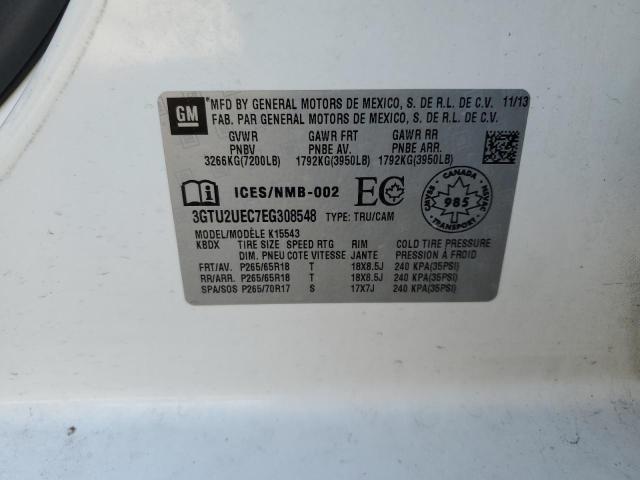 GM
MFD BY GENERAL MOTORS DE MEXICO, S. DE R.L. DE C.V. 11/13
FAB. PAR GENERAL MOTORS DE MEXICO, S. DE R.L. DE C.V.
GVWR GAWR FRT GAWR RR
PNBV PNBE AV. PNBE ARR.
3266KG(7200LB) 1792KG(3950LB) 1792KG(3950LB)
ICES/NMB-002 EC
CANADA
CMVSS NSVAC
985
TRANSPORT
3GTU2UEC7EG308548 TYPE: TRU/CAM
MODEL/MODÈLE K15543
KBDX TIRE SIZE SPEED RTG RIM COLD TIRE PRESSURE
DIM. PNEU COTE VITESSE JANTE PRESSION À FROID
FRT/AV. P265/65R18 T 18X8.5J 240 KPA(35PSI)
RR/ARR. P265/65R18 T 18X8.5J 240 KPA(35PSI)
SPA/SOS P265/70R17 S 17X7J 240 KPA(35PSI)